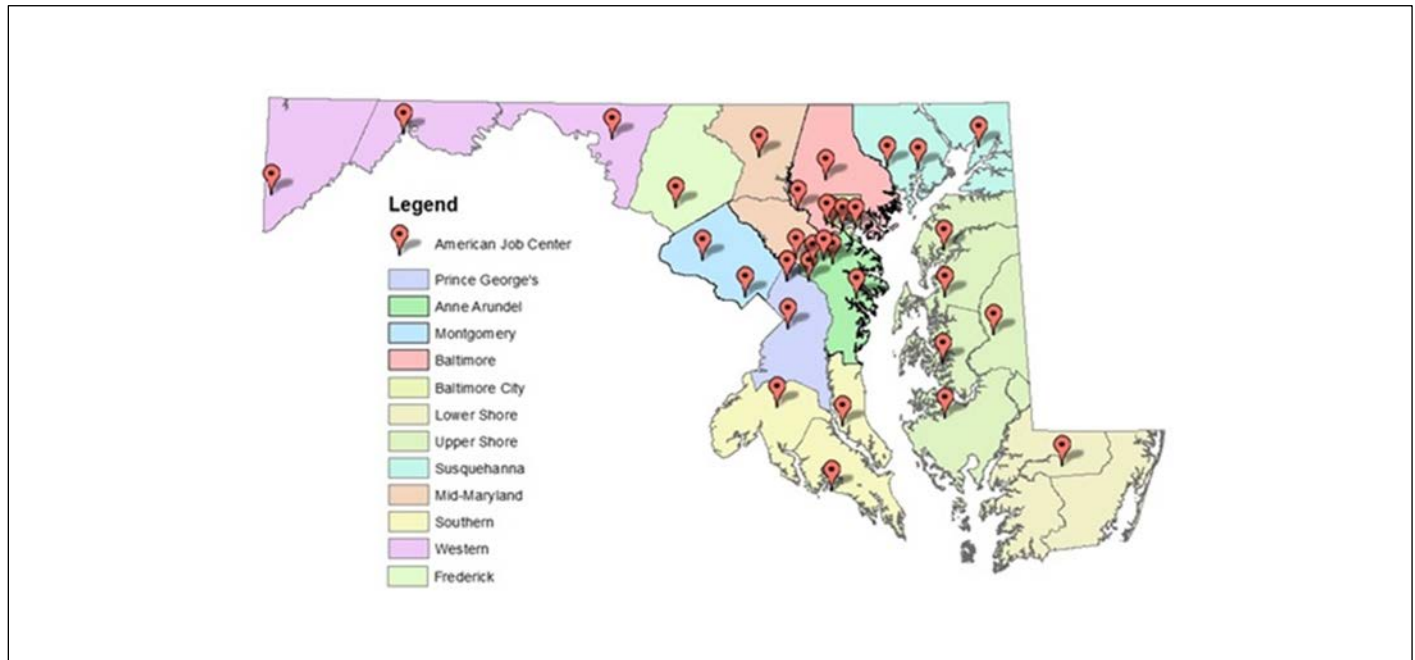 Legend
American Job Center
Prince George's
Anne Arundel
Montgomery
Baltimore
Baltimore City
Lower Shore
Upper Shore
Susquehanna
Mid-Maryland
Southern
Western
Frederick